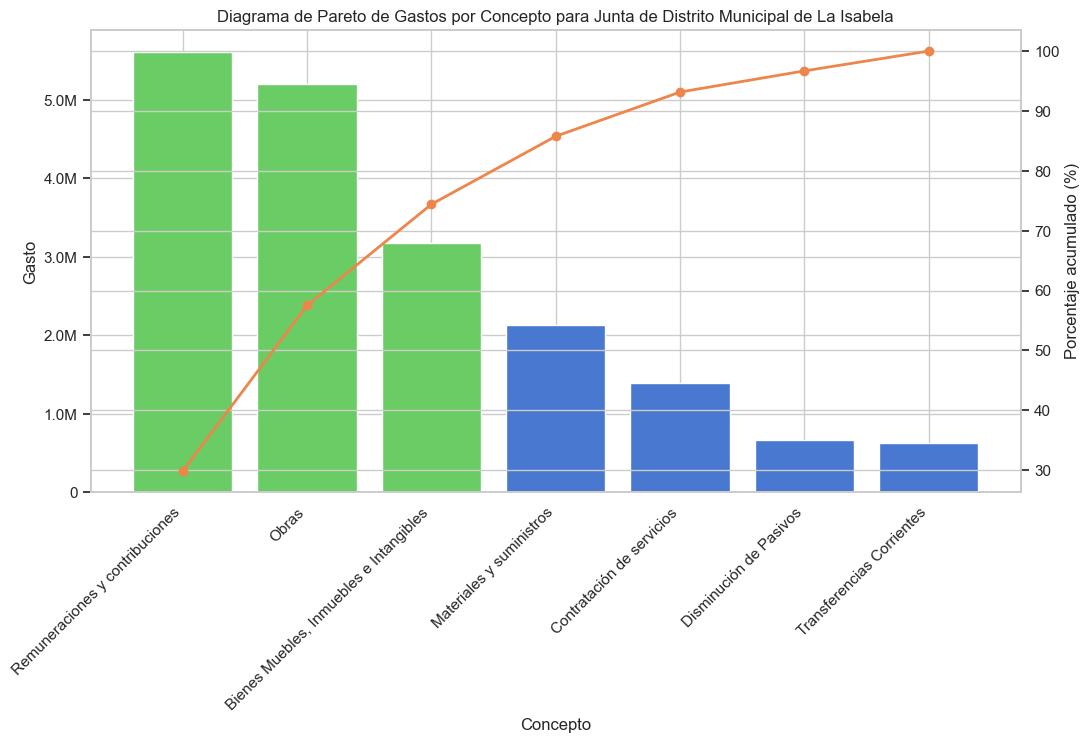 Diagrama de Pareto de Gastos por Concepto para Junta de Distrito Municipal de La Isabela
Gasto
5.0M
4.0M
3.0M
2.0M
1.0M
0
100
90
80
70
60
50
40
30
Porcentaje acumulado (%)
Remuneraciones y contribuciones
Obras
Bienes Muebles, Inmuebles e Intangibles
Materiales y suministros
Contratación de servicios
Disminución de Pasivos
Transferencias Corrientes
Concepto